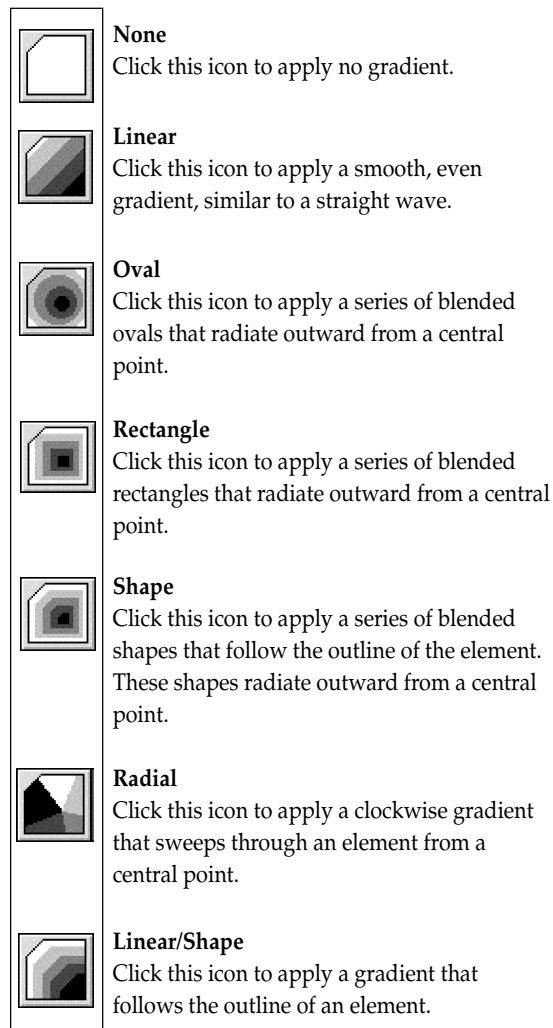 None
Click this icon to apply no gradient.
Linear
Click this icon to apply a smooth, even
gradient, similar to a straight wave.
Oval
Click this icon to apply a series of blended
ovals that radiate outward from a central
point.
Rectangle
Click this icon to apply a series of blended
rectangles that radiate outward from a central
point.
Shape
Click this icon to apply a series of blended
shapes that follow the outline of the element.
These shapes radiate outward from a central
point.
Radial
Click this icon to apply a clockwise gradient
that sweeps through an element from a
central point.
Linear/Shape
Click this icon to apply a gradient that
follows the outline of an element.